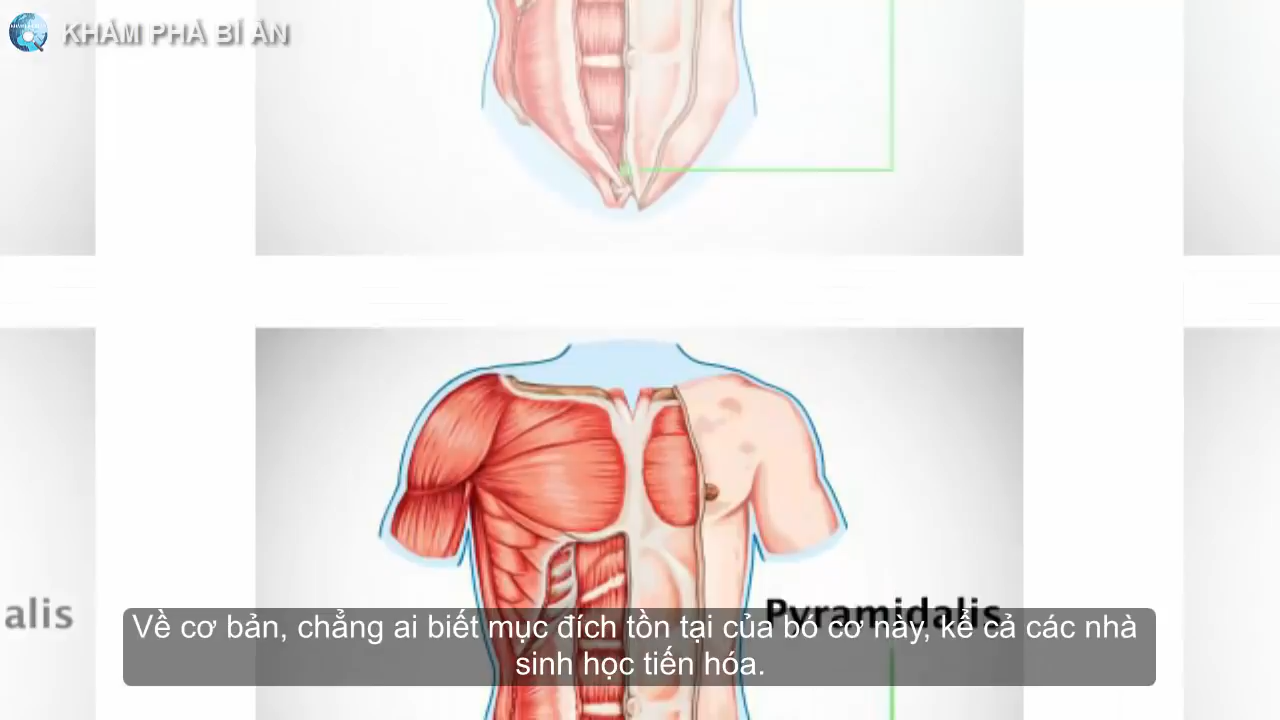 KHÁM PHÁ BÍ ẨN
alis
Pyramidalis
Về cơ bản, chẳng ai biết mục đích tồn tại của bó cơ này, kể cả các nhà
sinh học tiến hóa.